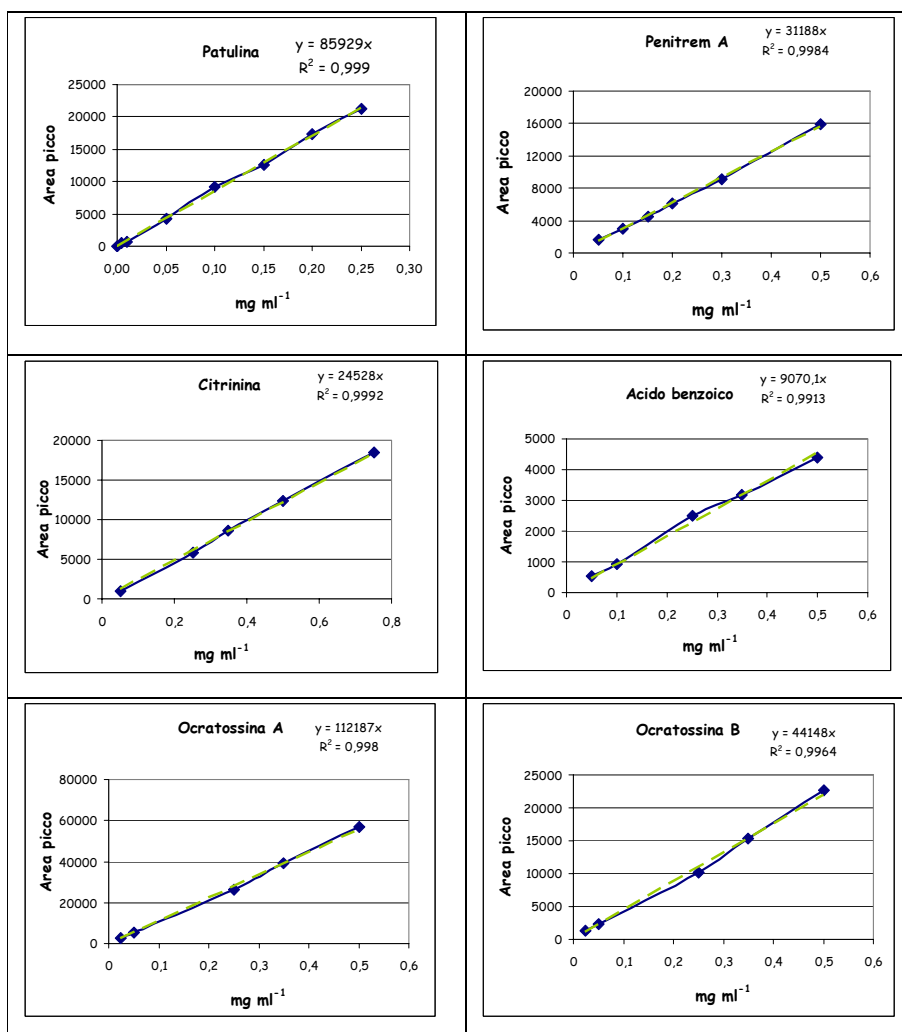 Patulina
y = 85929x
R² = 0,999
25000
20000
15000
10000
5000
0
0,00 0,05 0,10 0,15 0,20 0,25 0,30
Area picco
mg ml⁻¹
Penitrem A
y = 31188x
R² = 0,9984
20000
16000
12000
8000
4000
0
0 0,1 0,2 0,3 0,4 0,5 0,6
Area picco
mg ml⁻¹
Citrinina
y = 24528x
R² = 0,9992
20000
15000
10000
5000
0
0 0,2 0,4 0,6 0,8
Area picco
mg ml⁻¹
Acido benzoico
y = 9070,1x
R² = 0,9913
5000
4000
3000
2000
1000
0
0 0,1 0,2 0,3 0,4 0,5 0,6
Area picco
mg ml⁻¹
Ocratossina A
y = 112187x
R² = 0,998
80000
60000
40000
20000
0
0 0,1 0,2 0,3 0,4 0,5 0,6
Area picco
mg ml⁻¹
Ocratossina B
y = 44148x
R² = 0,9964
25000
20000
15000
10000
5000
0
0 0,1 0,2 0,3 0,4 0,5 0,6
Area picco
mg ml⁻¹